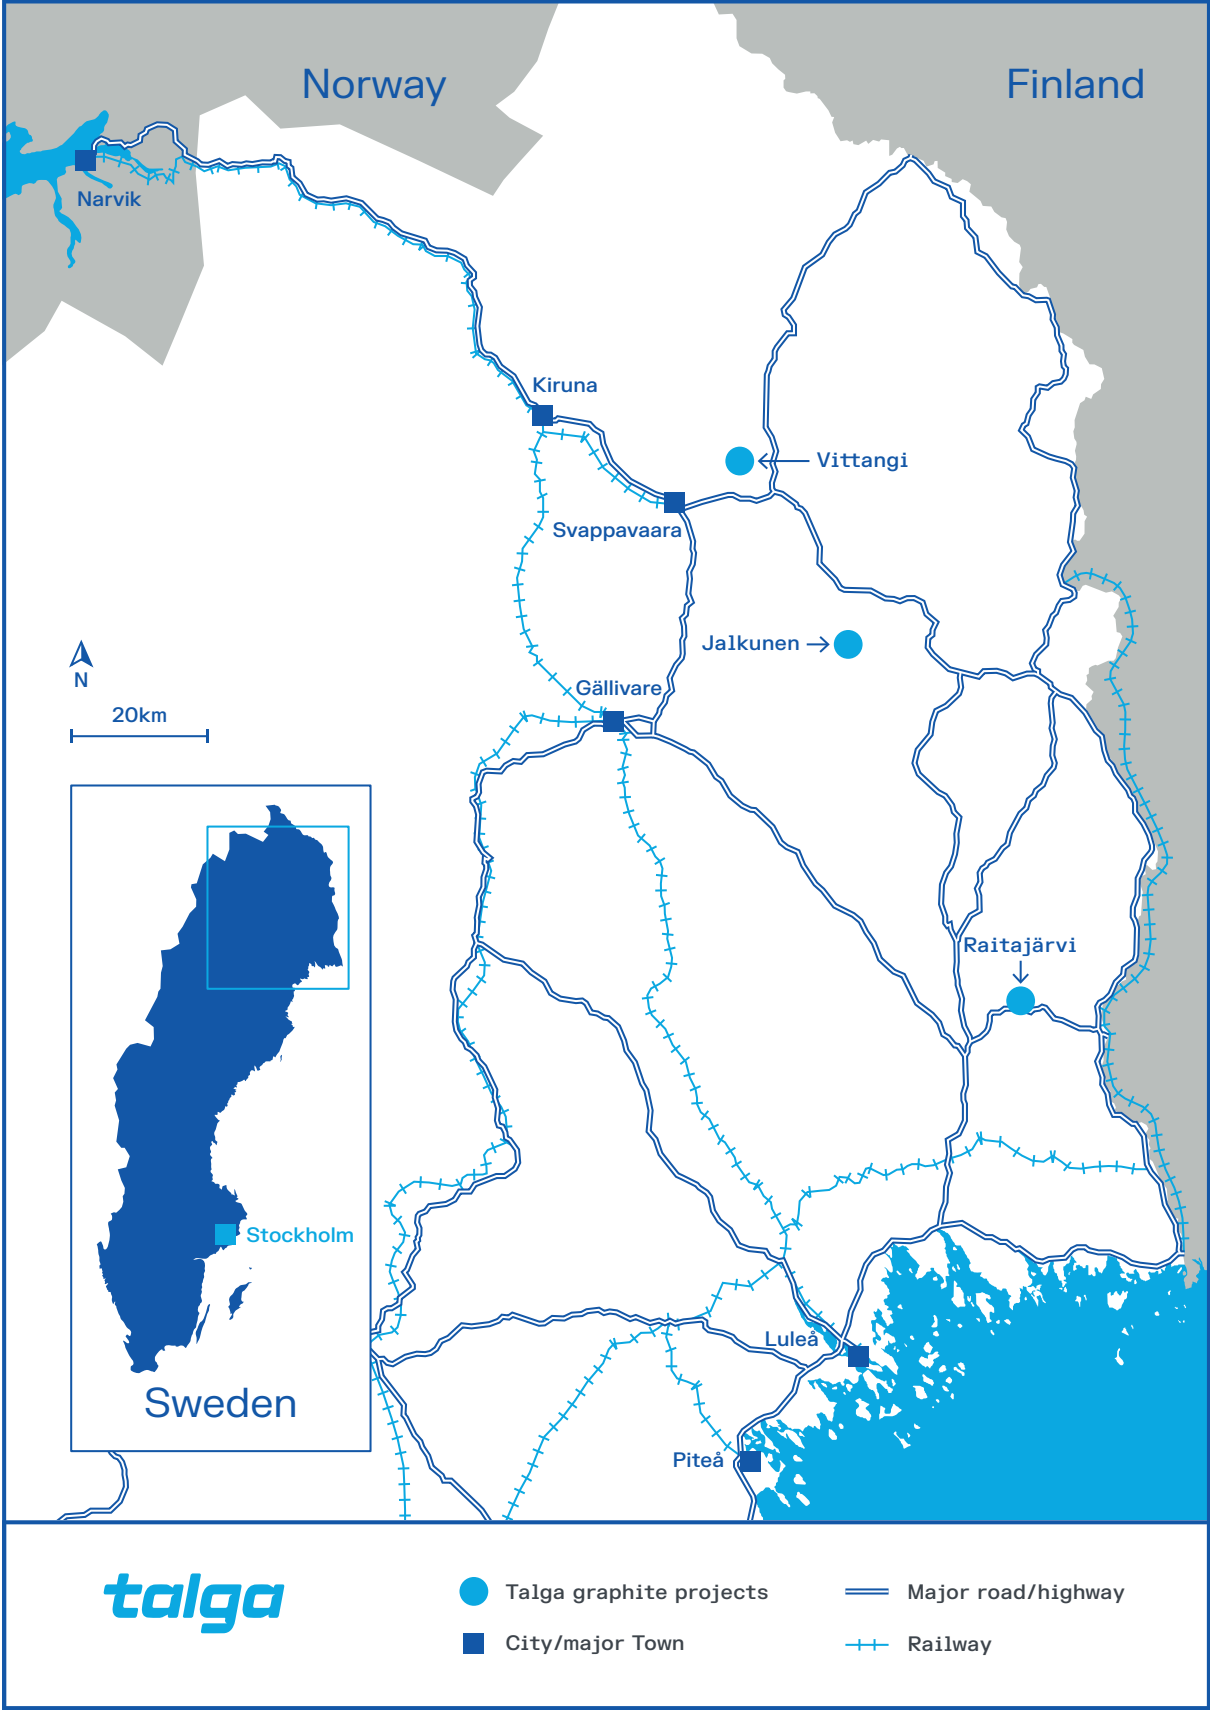 Norway
Finland
Narvik
Kiruna
Vittangi
Svappavaara
Jalkunen
N
Gällivare
20km
Raitajärvi
Stockholm
Luleå
Sweden
Piteå
talga
Talga graphite projects
Major road/highway
City/major Town
Railway